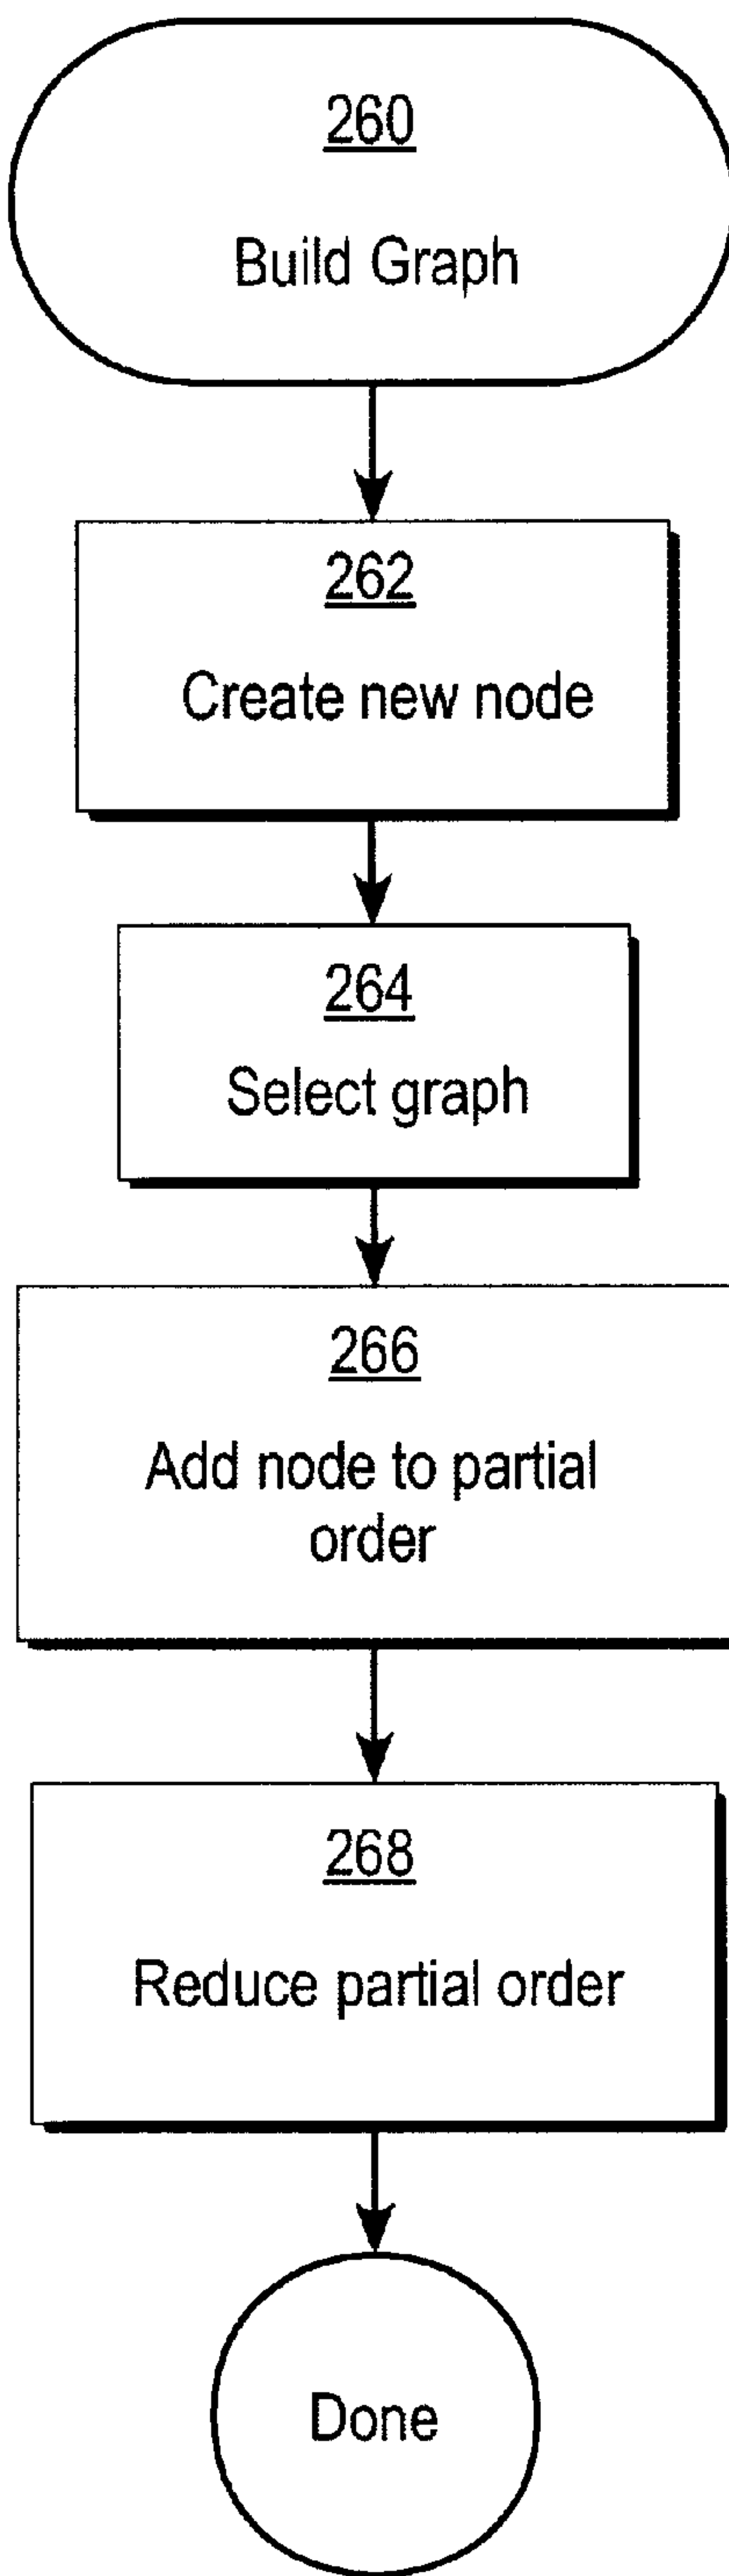 260
Build Graph
262
Create new node
264
Select graph
266
Add node to partial
order
268
Reduce partial order
Done